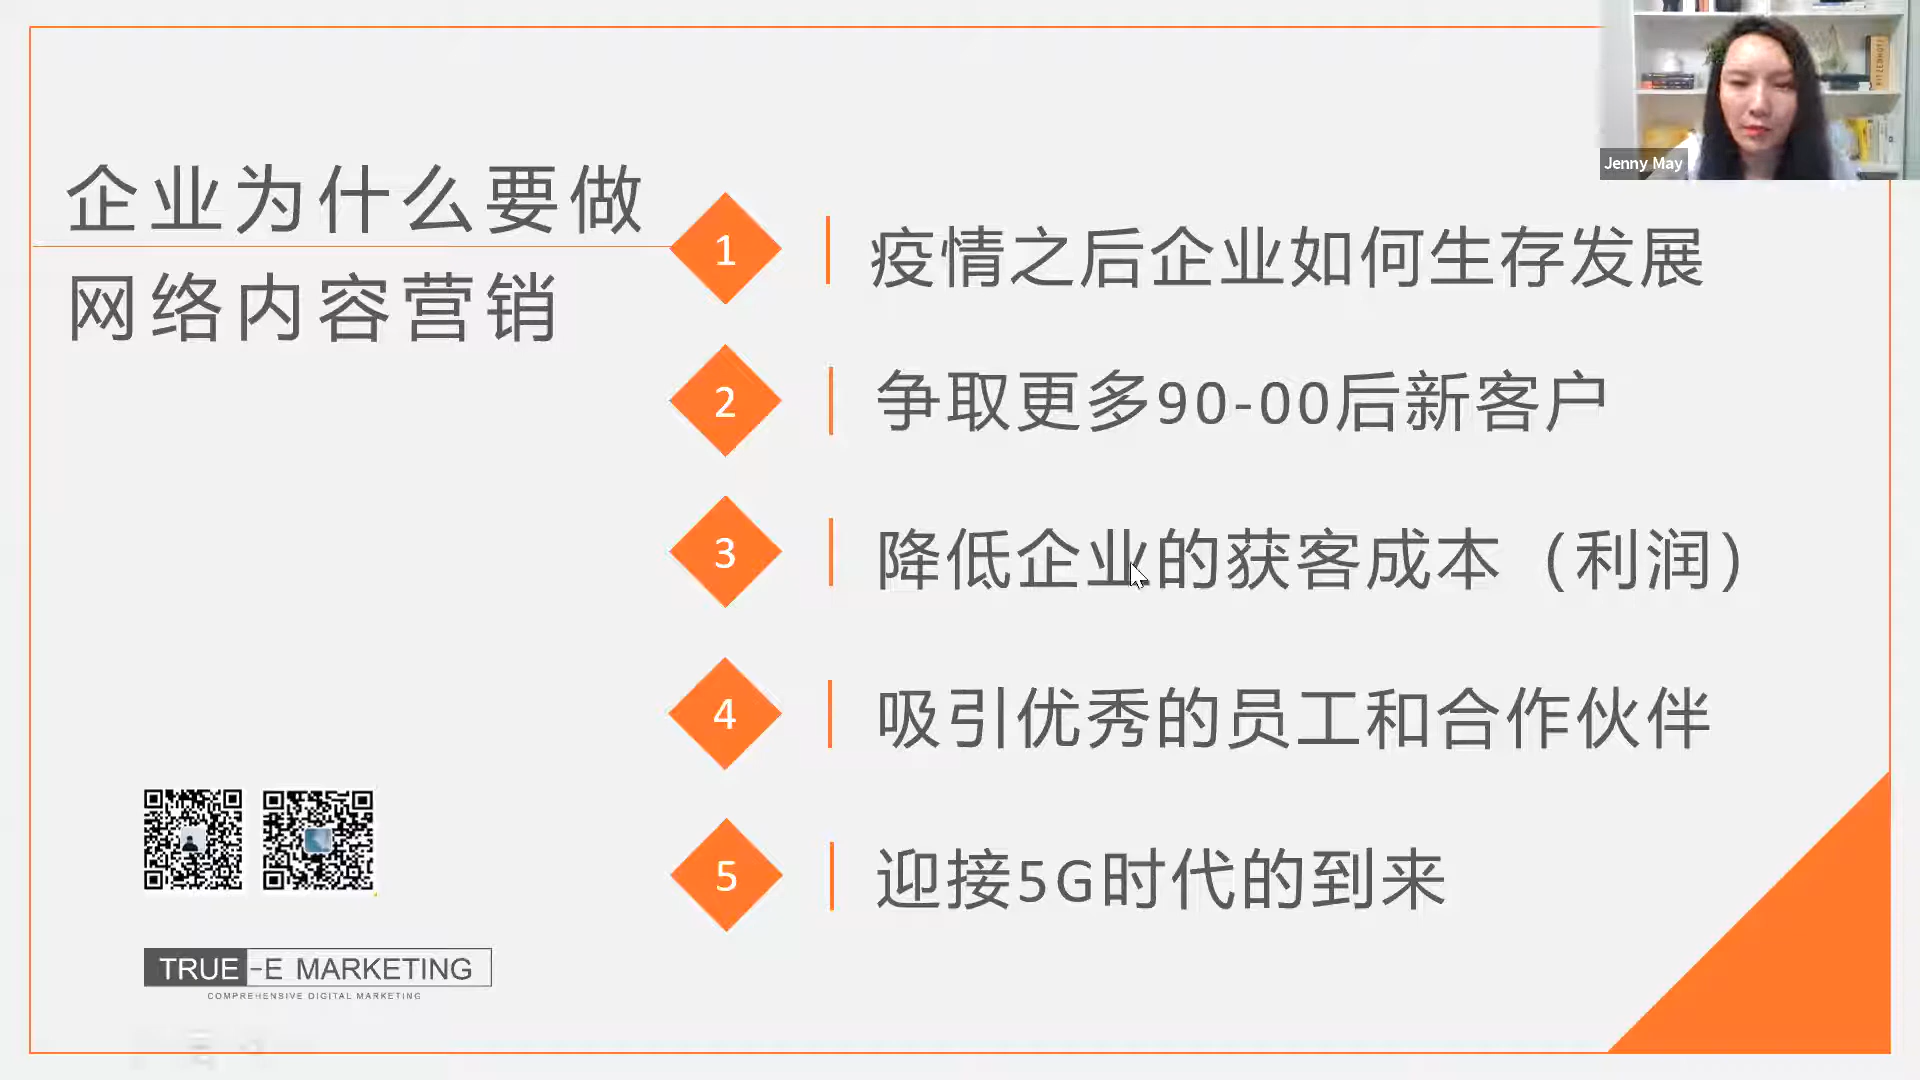 企业为什么要做
网络内容营销
1 疫情之后企业如何生存发展
2 争取更多90-00后新客户
3 降低企业的获客成本（利润）
4 吸引优秀的员工和合作伙伴
5 迎接5G时代的到来
Jenny May
TRUE-E MARKETING
COMPREHENSIVE DIGITAL MARKETING